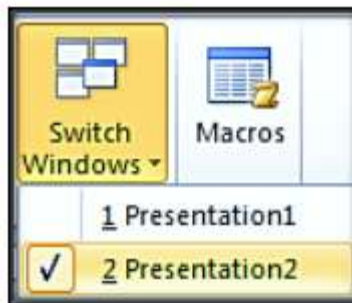 Switch
Windows
Macros
1 Presentation1
2 Presentation2